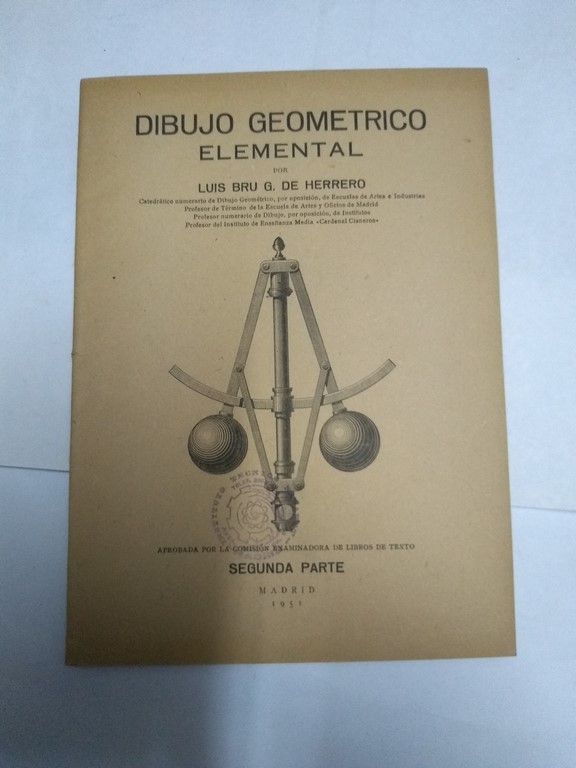 DIBUJO GEOMETRICO
ELEMENTAL
POR
LUIS BRU G. DE HERRERO
Catedrático numerario de Dibujo Geométrico, por oposición, de Escuelas de Artes e Industrias
Profesor de Término de la Escuela de Artes y Oficios de Madrid
Profesor numerario de Dibujo, por oposición, de Institutos
Profesor del Instituto de Enseñanza Media «Cardenal Cisneros»
APROBADA POR LA COMISIÓN EXAMINADORA DE LIBROS DE TEXTO
SEGUNDA PARTE
MADRID
1951